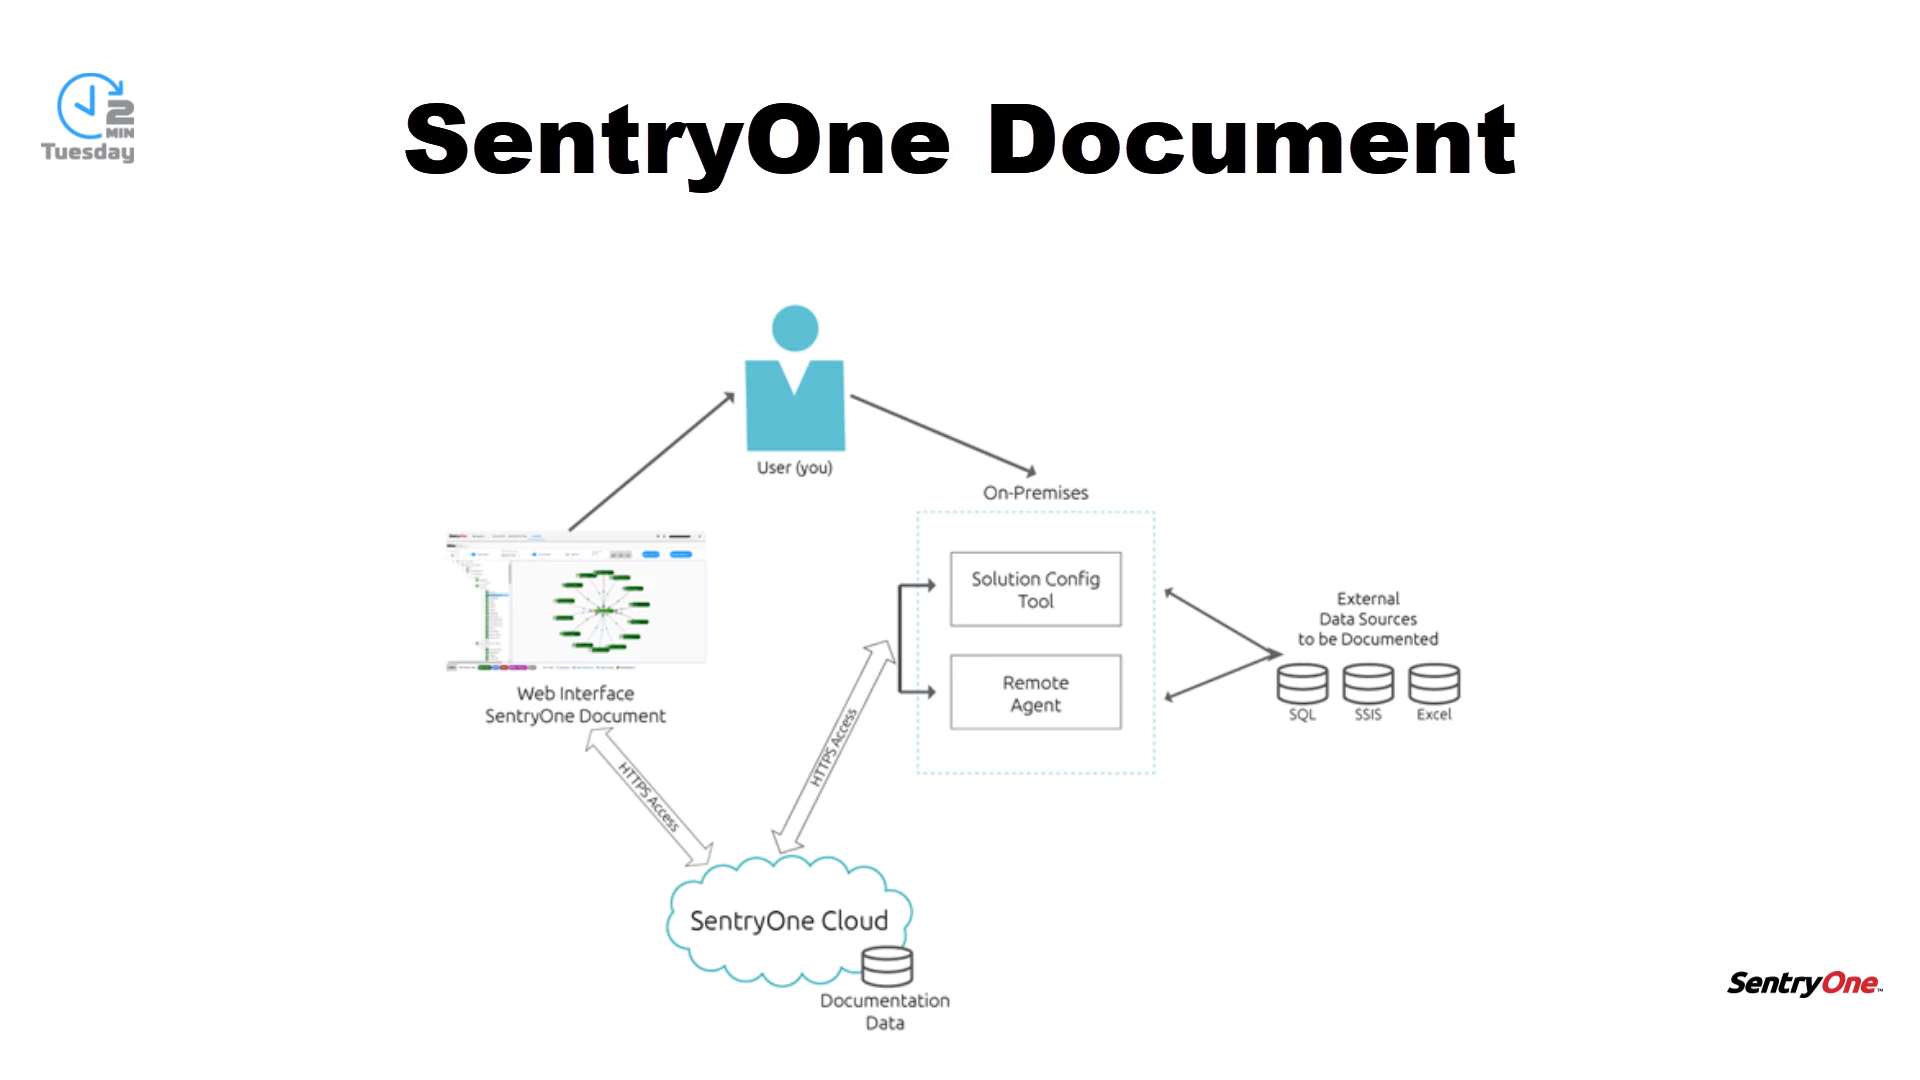 2
MIN
Tuesday
SentryOne Document
User (you)
On-Premises
Solution Config
Tool
Remote
Agent
External
Data Sources
to be Documented
SQL
SSIS
Excel
Web Interface
SentryOne Document
HTTPS Access
HTTPS Access
SentryOne Cloud
Documentation
Data
SentryOne™